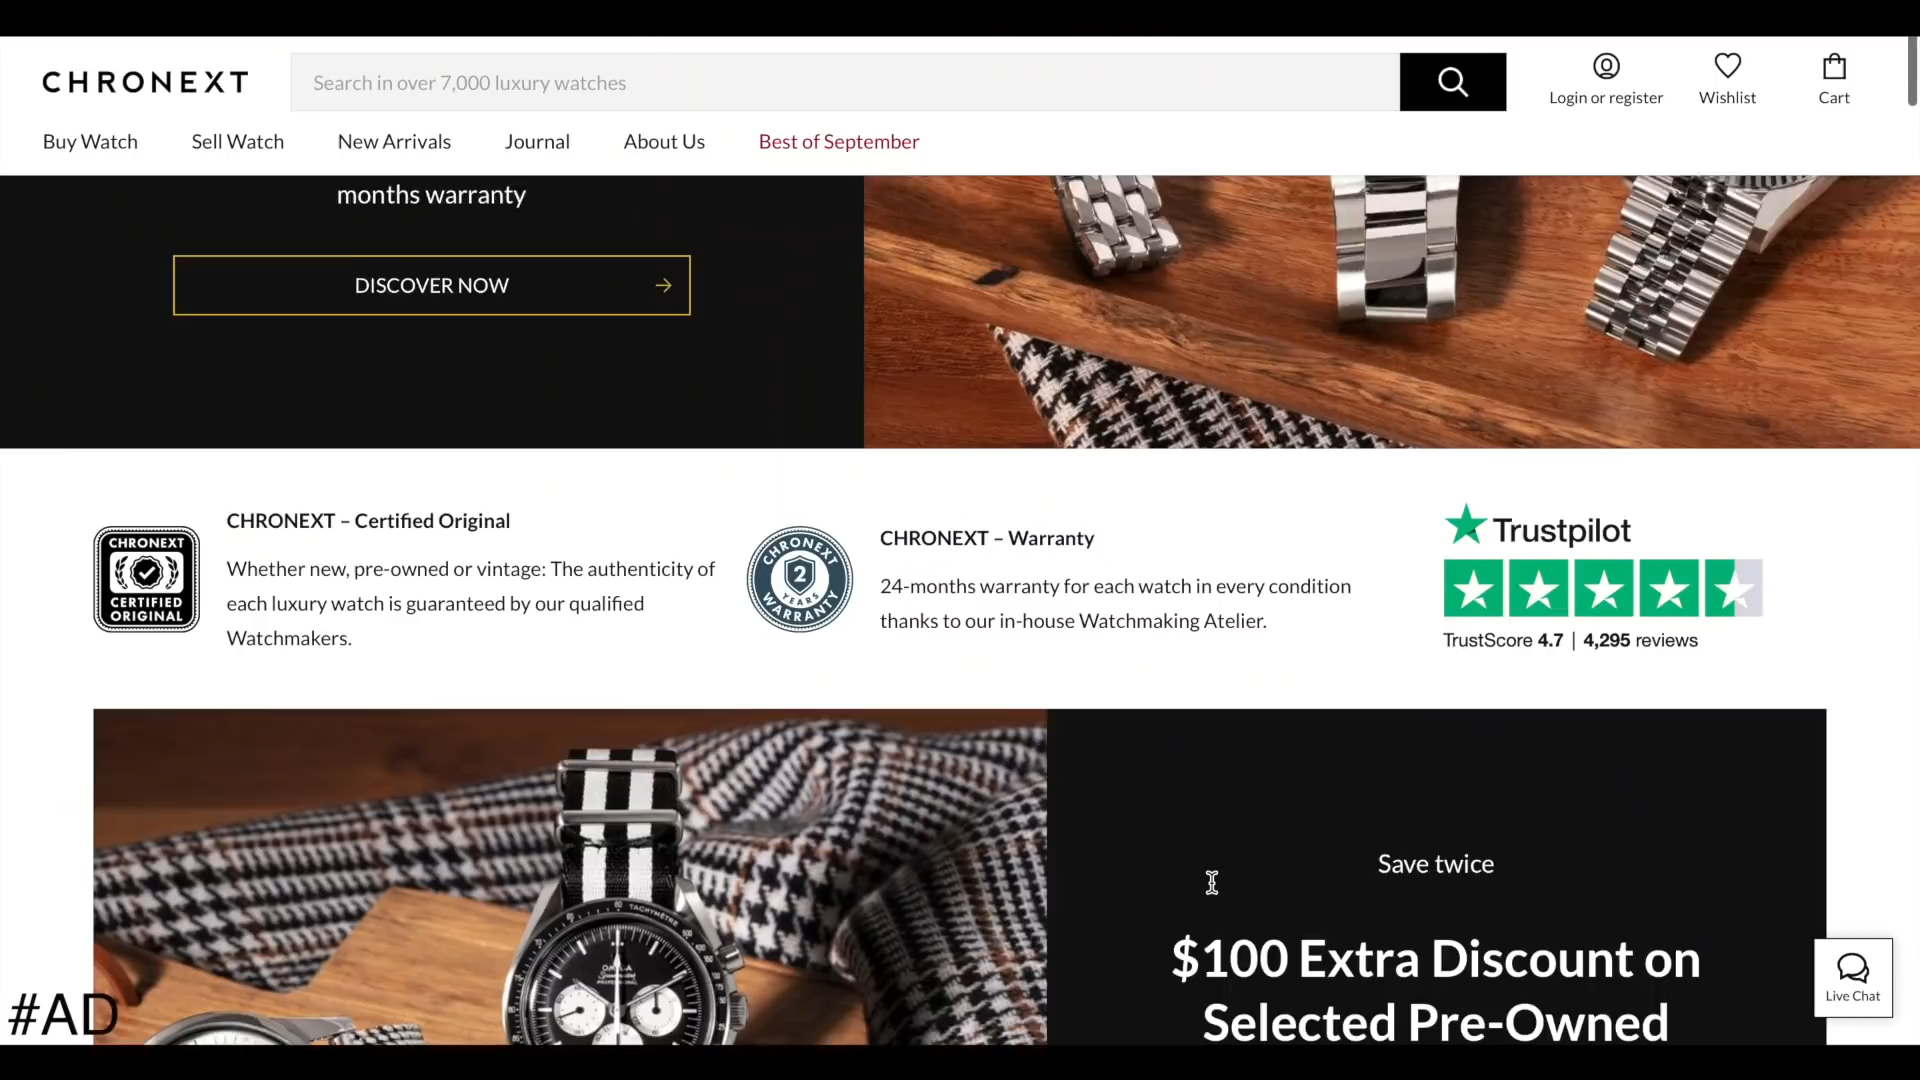 CHRONEXT
Search in over 7,000 luxury watches
Login or register
Wishlist
Cart
Buy Watch
Sell Watch
New Arrivals
Journal
About Us
Best of September
months warranty
DISCOVER NOW
CHRONEXT
CERTIFIED
ORIGINAL
CHRONEXT – Certified Original
Whether new, pre-owned or vintage: The authenticity of
each luxury watch is guaranteed by our qualified
Watchmakers.
CHRONEXT
2
YEARS
WARRANTY
CHRONEXT – Warranty
24-months warranty for each watch in every condition
thanks to our in-house Watchmaking Atelier.
Trustpilot
TrustScore 4.7 | 4,295 reviews
TACHYMÈTRE
OMEGA
Speedmaster
PROFESSIONAL
Save twice
$100 Extra Discount on
Selected Pre-Owned
Live Chat
#AD